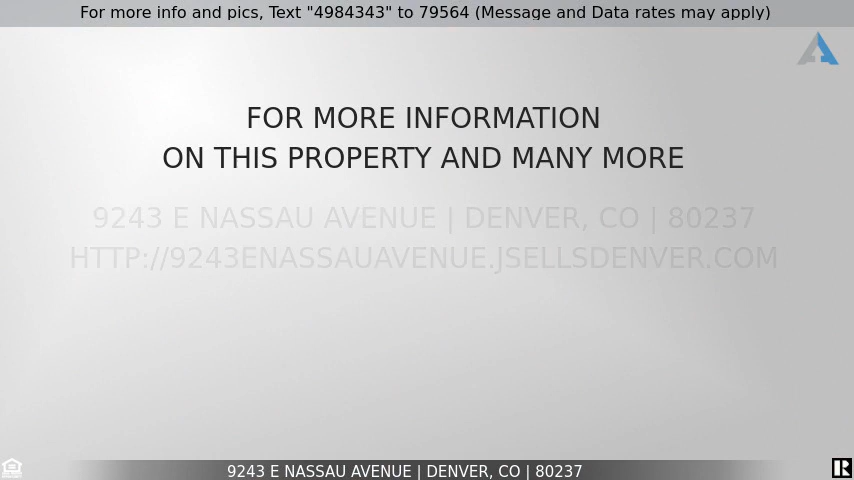 For more info and pics, Text "4984343" to 79564 (Message and Data rates may apply)
FOR MORE INFORMATION
ON THIS PROPERTY AND MANY MORE
9243 E NASSAU AVENUE | DENVER, CO | 80237
HTTP://9243ENASSAUAVENUE.JSELLSDENVER.COM
9243 E NASSAU AVENUE | DENVER, CO | 80237